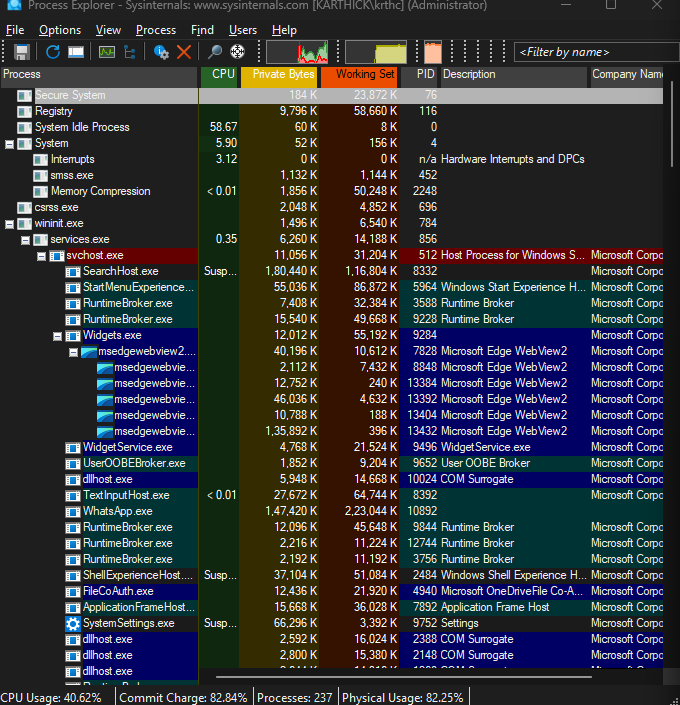 Process Explorer - Sysinternals: www.sysinternals.com [KARTHICK\krthc] (Administrator)
File Options View Process Find Users Help
<Filter by name>
Process CPU Private Bytes Working Set PID Description Company Name
Secure System 184 K 23,872 K 76
Registry 9,796 K 58,660 K 116
System Idle Process 58.67 60 K 8 K 0
System 5.90 52 K 156 K 4
Interrupts 3.12 0 K 0 K n/a Hardware Interrupts and DPCs
smss.exe 1,132 K 1,144 K 452
Memory Compression < 0.01 1,856 K 50,248 K 2248
csrss.exe 2,048 K 4,852 K 696
wininit.exe 1,496 K 6,540 K 784
services.exe 0.35 6,260 K 14,188 K 856
svchost.exe 11,056 K 31,204 K 512 Host Process for Windows S... Microsoft Corpo
SearchHost.exe Susp... 1,80,440 K 1,16,804 K 8332 Microsoft Corpo
StartMenuExperience... 55,036 K 86,872 K 5964 Windows Start Experience H... Microsoft Corpo
RuntimeBroker.exe 7,408 K 32,384 K 3588 Runtime Broker Microsoft Corpo
RuntimeBroker.exe 15,540 K 49,668 K 9228 Runtime Broker Microsoft Corpo
Widgets.exe 12,012 K 55,192 K 9284 Microsoft Corpo
msedgewebview2.... 40,196 K 10,612 K 7828 Microsoft Edge WebView2 Microsoft Corpo
msedgewebvie... 2,112 K 7,432 K 8848 Microsoft Edge WebView2 Microsoft Corpo
msedgewebvie... 12,752 K 240 K 13384 Microsoft Edge WebView2 Microsoft Corpo
msedgewebvie... 46,036 K 4,632 K 13392 Microsoft Edge WebView2 Microsoft Corpo
msedgewebvie... 10,788 K 188 K 13404 Microsoft Edge WebView2 Microsoft Corpo
msedgewebvie... 1,35,892 K 396 K 13432 Microsoft Edge WebView2 Microsoft Corpo
WidgetService.exe 4,768 K 21,524 K 9496 WidgetService.exe Microsoft Corpo
UserOOBEBroker.exe 1,852 K 9,204 K 9652 User OOBE Broker Microsoft Corpo
dllhost.exe 5,948 K 14,668 K 10024 COM Surrogate Microsoft Corpo
TextInputHost.exe < 0.01 27,672 K 64,744 K 8392 Microsoft Corpo
WhatsApp.exe 1,47,420 K 2,23,044 K 10892
RuntimeBroker.exe 12,096 K 45,648 K 9844 Runtime Broker Microsoft Corpo
RuntimeBroker.exe 2,216 K 11,224 K 12744 Runtime Broker Microsoft Corpo
RuntimeBroker.exe 2,192 K 11,192 K 3756 Runtime Broker Microsoft Corpo
ShellExperienceHost.... Susp... 37,104 K 51,084 K 2484 Windows Shell Experience H... Microsoft Corpo
FileCoAuth.exe 12,436 K 21,920 K 4940 Microsoft OneDriveFile Co-A... Microsoft Corpo
ApplicationFrameHost... 15,668 K 36,028 K 7892 Application Frame Host Microsoft Corpo
SystemSettings.exe Susp... 66,296 K 3,392 K 9752 Settings Microsoft Corpo
dllhost.exe 2,592 K 16,024 K 2388 COM Surrogate Microsoft Corpo
dllhost.exe 2,800 K 15,380 K 2148 COM Surrogate Microsoft Corpo
dllhost.exe Microsoft Corpo
CPU Usage: 40.62% Commit Charge: 82.84% Processes: 237 Physical Usage: 82.25%